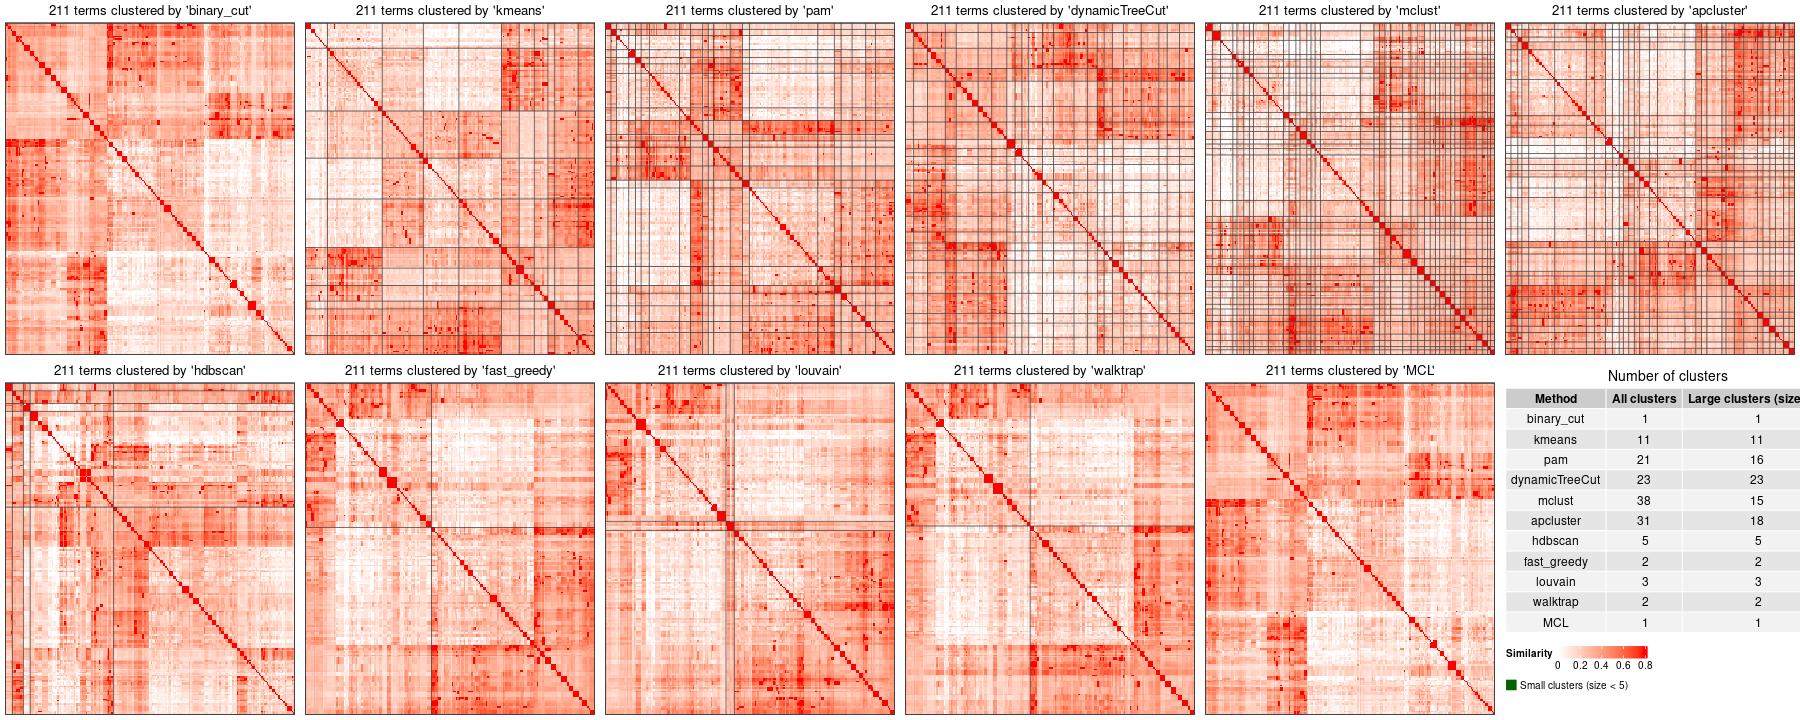 211 terms clustered by 'binary_cut'
211 terms clustered by 'kmeans'
211 terms clustered by 'pam'
211 terms clustered by 'dynamicTreeCut'
211 terms clustered by 'mclust'
211 terms clustered by 'apcluster'
211 terms clustered by 'hdbscan'
211 terms clustered by 'fast_greedy'
211 terms clustered by 'louvain'
211 terms clustered by 'walktrap'
211 terms clustered by 'MCL'
Number of clusters
Method All clusters Large clusters (size
binary_cut 1 1
kmeans 11 11
pam 21 16
dynamicTreeCut 23 23
mclust 38 15
apcluster 31 18
hdbscan 5 5
fast_greedy 2 2
louvain 3 3
walktrap 2 2
MCL 1 1
Similarity
0 0.2 0.4 0.6 0.8
Small clusters (size < 5)